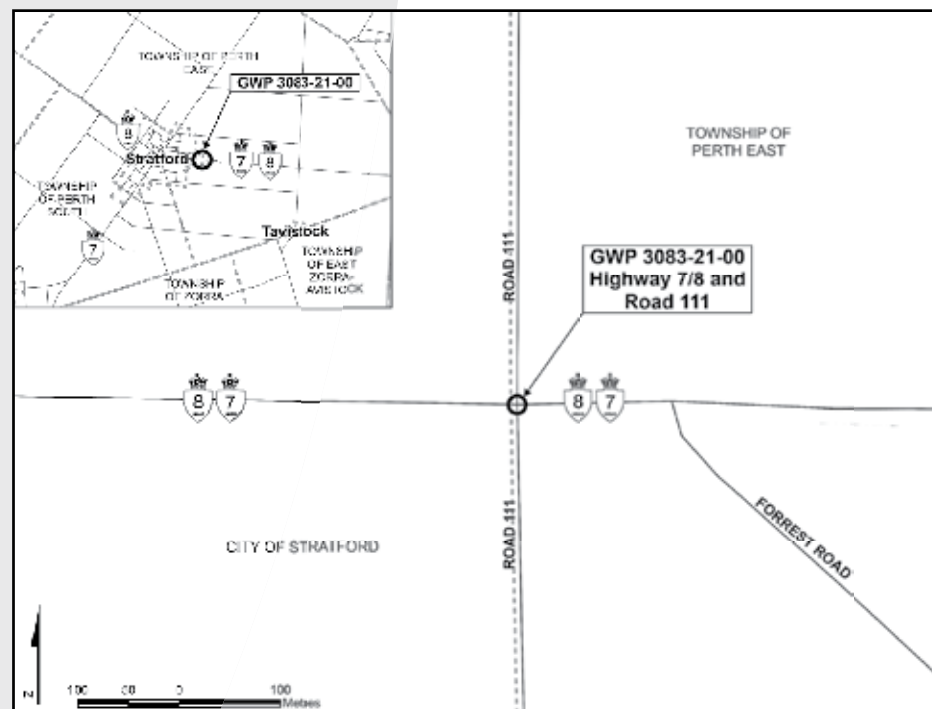 TOWNSHIP OF PERTH
EAST
GWP 3083-21-00
8
Stratford
7
8
TOWNSHIP
OF PERTH
SOUTH
7
Tavistock
TOWNSHIP
OF EAST
ZORRA-
AVISTOCK
TOWNSHIP
OF ZORRA
TOWNSHIP OF
PERTH EAST
ROAD 111
GWP 3083-21-00
Highway 7/8 and
Road 111
8
7
8
7
ROAD 111
FORREST ROAD
CITY OF STRATFORD
N
100
0
100
Metres